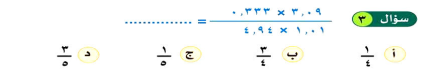 سؤال ٣
٠,٣٣٣ × ٣,٠٩ / ٤,٩٤ × ١,٠١ = ...............
أ ١/٤ ب ٣/٤ ج ١/٥ د ٣/٥